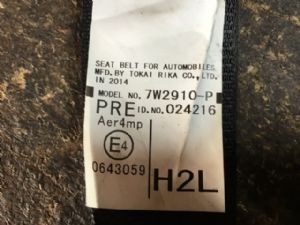 SEAT BELT FOR AUTOMOBILES
MFD.BY TOKAI RIKA CO.,LTD.
IN 2014
MODEL NO. 7W2910-P
PRE ID.NO.024216
Aer4mp
E4
0643059
H2L